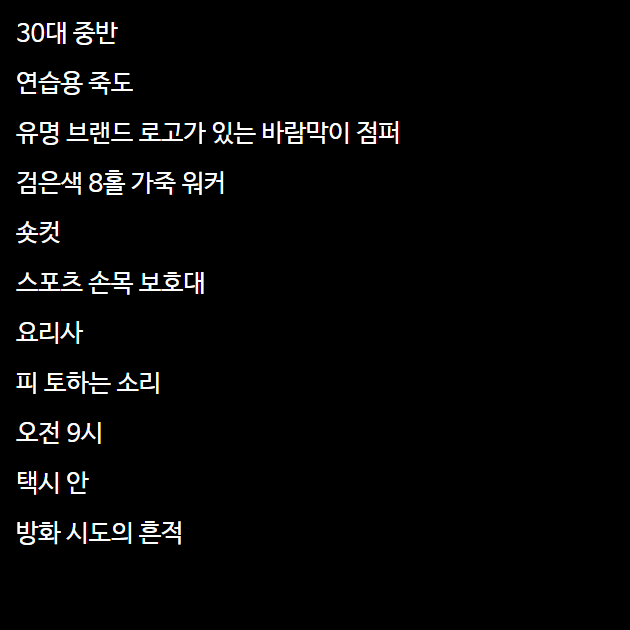 30대 중반
연습용 죽도
유명 브랜드 로고가 있는 바람막이 점퍼
검은색 8홀 가죽 워커
숏컷
스포츠 손목 보호대
요리사
피 토하는 소리
오전 9시
택시 안
방화 시도의 흔적